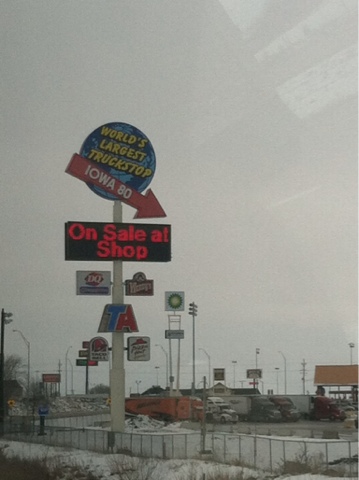 WORLD'S
LARGEST
TRUCKSTOP
IOWA 80
On Sale at
Shop
DQ
Wendy's
TA